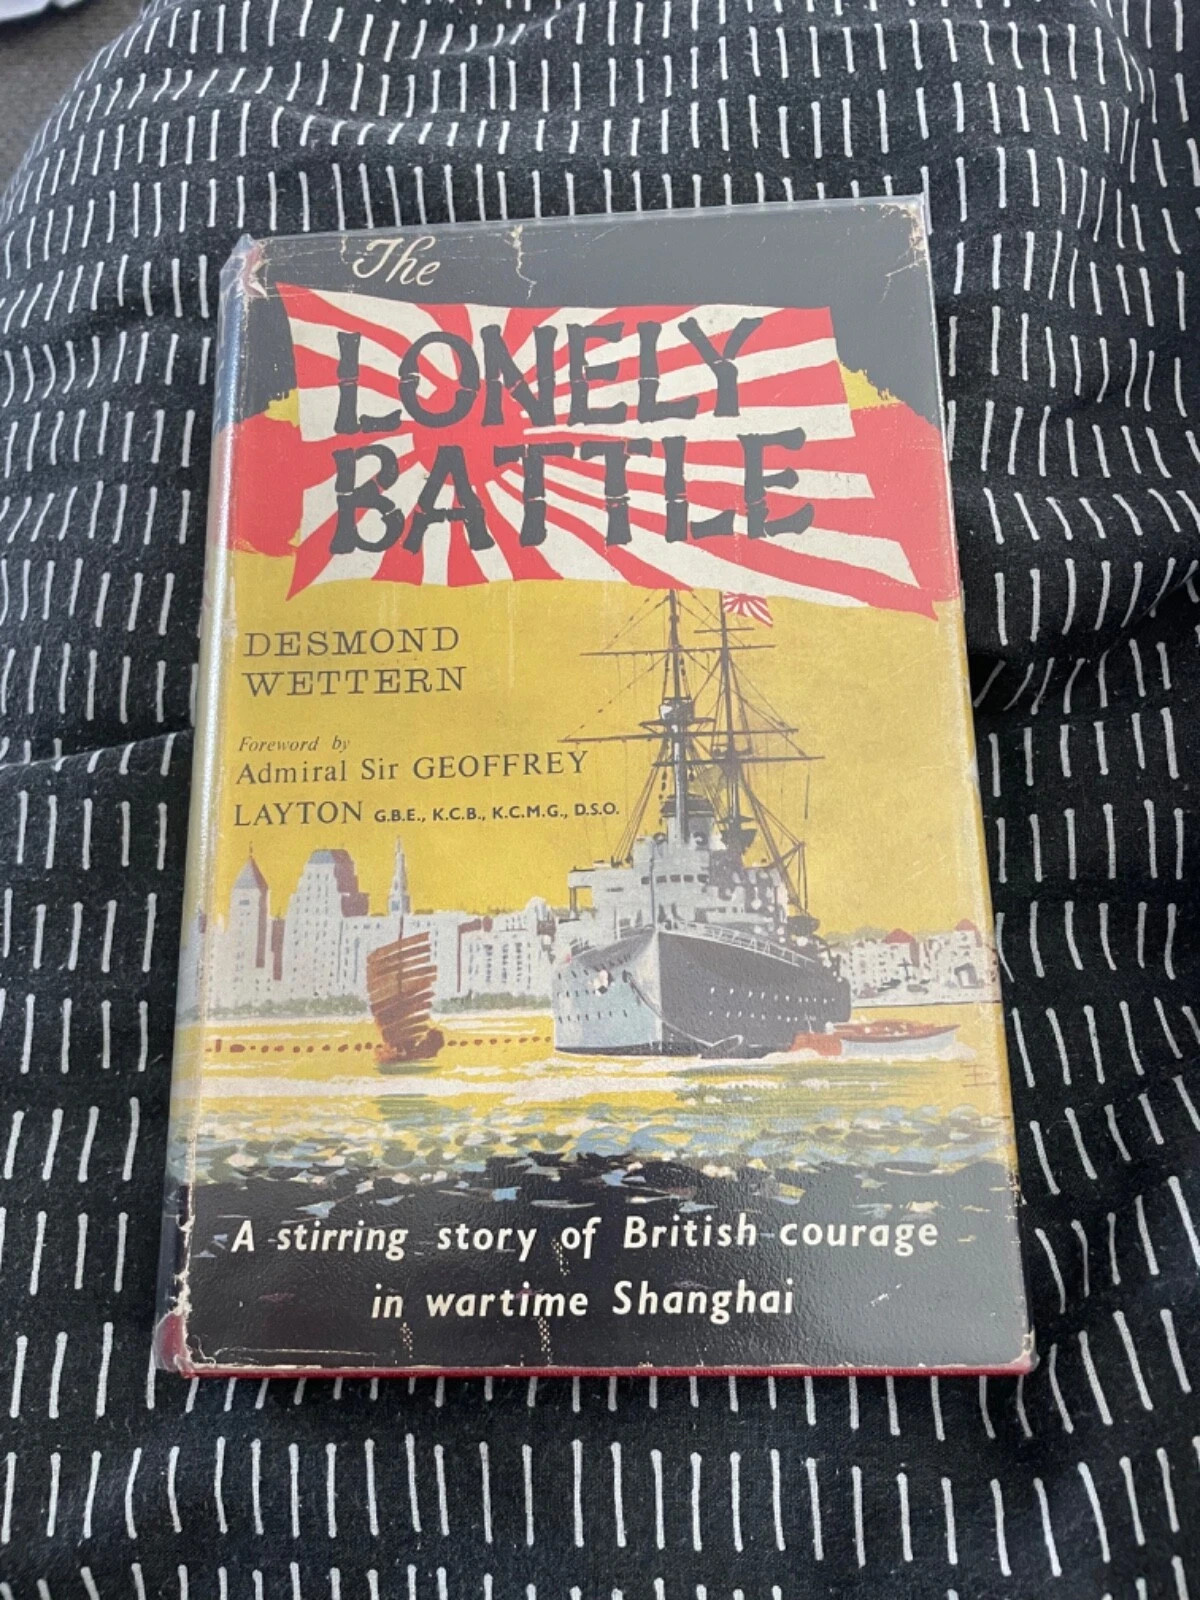 The
LONELY
BATTLE
DESMOND
WETTERN
Foreword by
Admiral Sir GEOFFREY
LAYTON G.B.E., K.C.B., K.C.M.G., D.S.O.
A stirring story of British courage
in wartime Shanghai